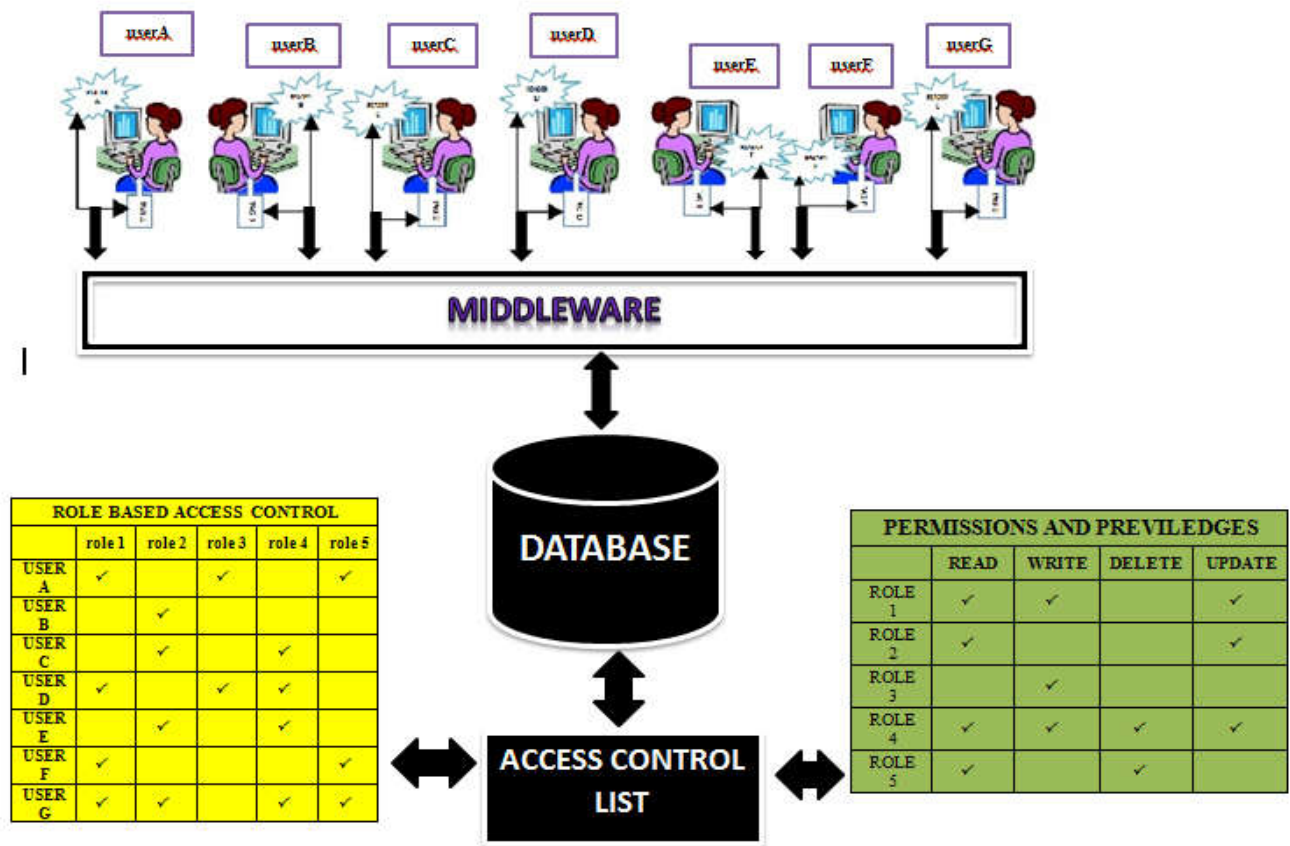 userA
userB
userC
userD
userE
userF
userG
MIDDLEWARE
DATABASE
ROLE BASED ACCESS CONTROL
role 1 role 2 role 3 role 4 role 5
USER
A ✓ ✓ ✓
USER
B ✓
USER
C ✓ ✓
USER
D ✓ ✓ ✓
USER
E ✓ ✓
USER
F ✓ ✓
USER
G ✓ ✓ ✓ ✓
ACCESS CONTROL
LIST
PERMISSIONS AND PREVILEDGES
READ WRITE DELETE UPDATE
ROLE
1 ✓ ✓ ✓
ROLE
2 ✓ ✓
ROLE
3 ✓
ROLE
4 ✓ ✓ ✓ ✓
ROLE
5 ✓ ✓